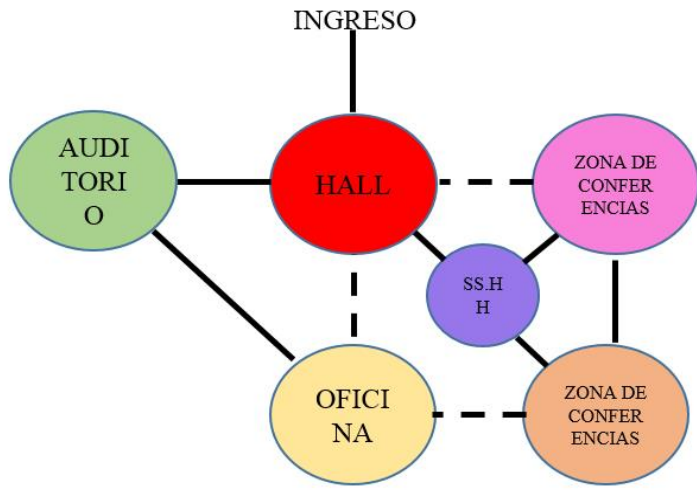 INGRESO
AUDI
TORI
O
HALL
ZONA DE
CONFER
ENCIAS
SS.H
H
OFICI
NA
ZONA DE
CONFER
ENCIAS